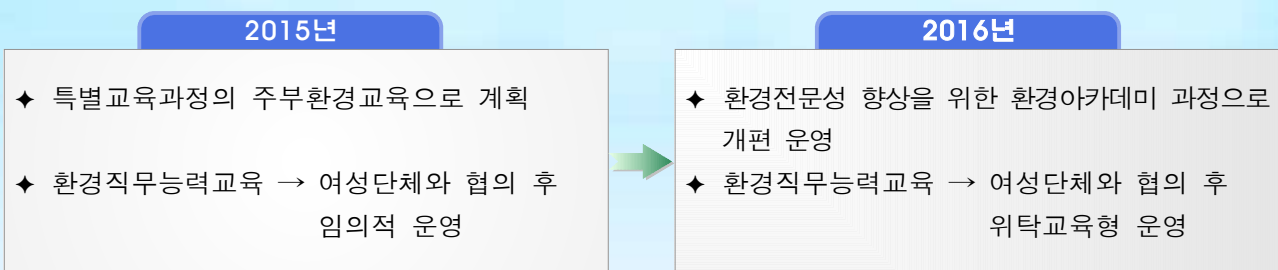 2015년
✦ 특별교육과정의 주부환경교육으로 계획
✦ 환경직무능력교육 → 여성단체와 협의 후
임의적 운영
2016년
✦ 환경전문성 향상을 위한 환경아카데미 과정으로
개편 운영
✦ 환경직무능력교육 → 여성단체와 협의 후
위탁교육형 운영